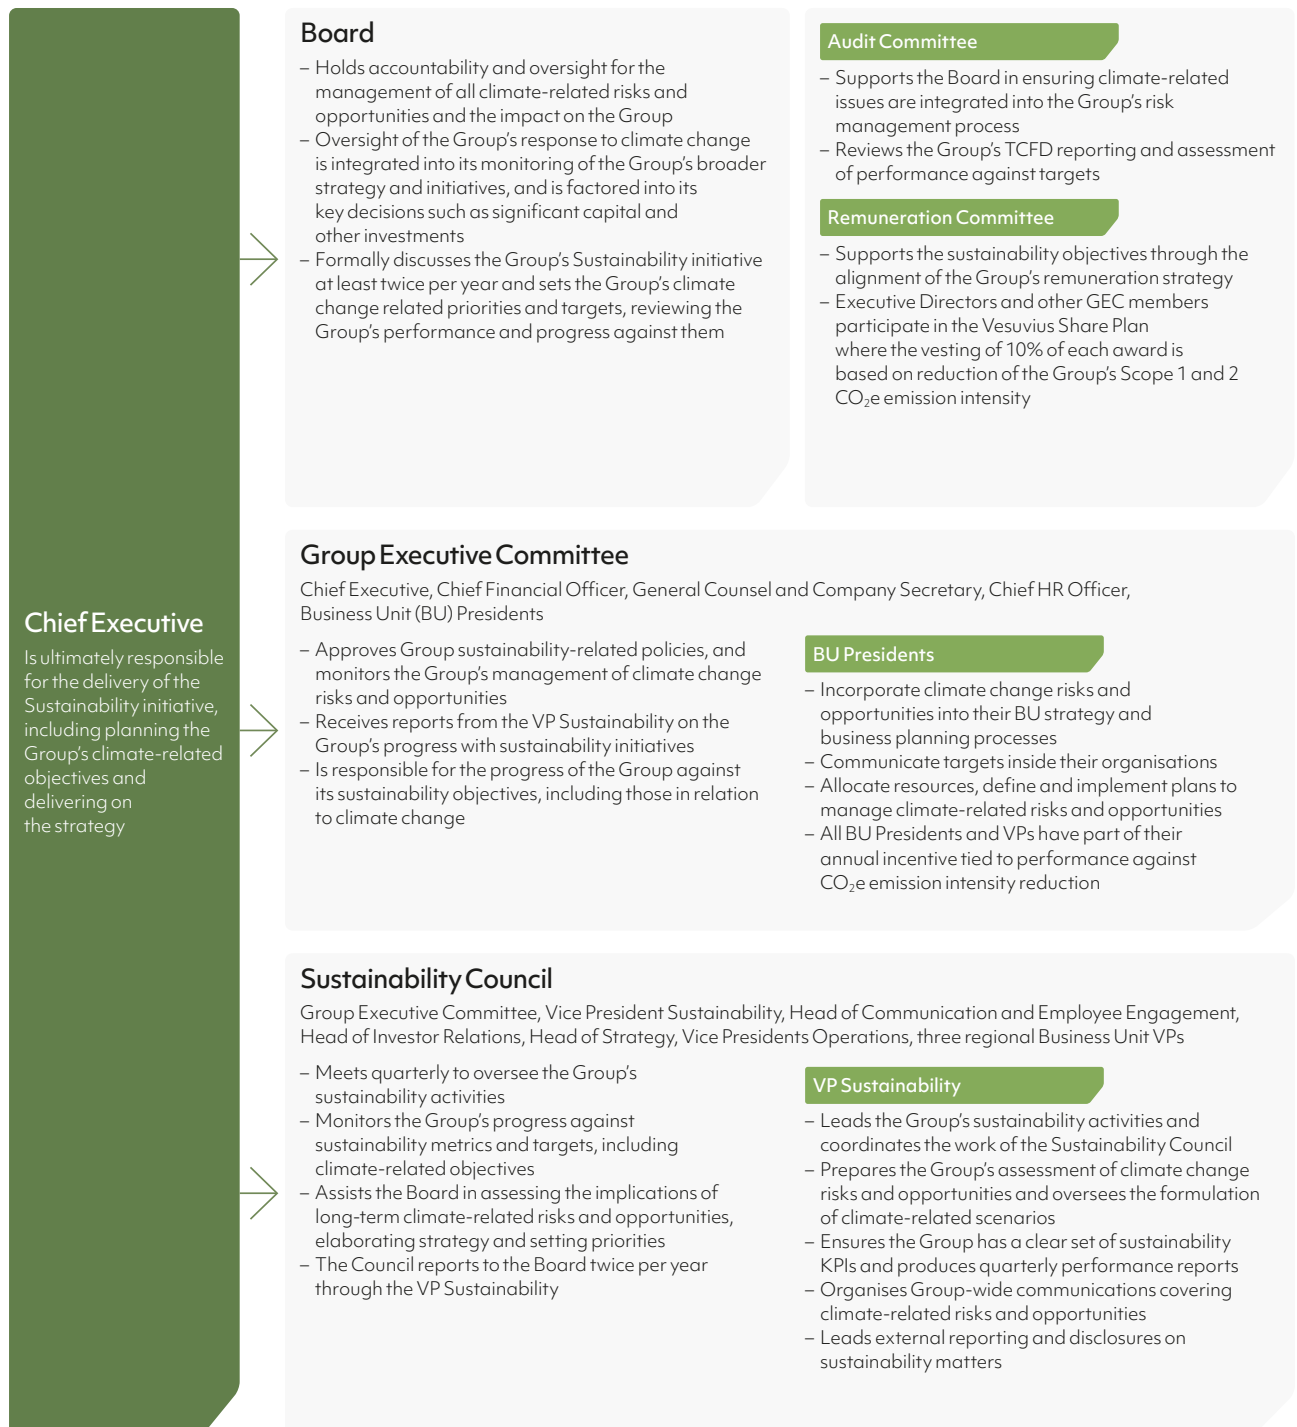 Chief Executive
Is ultimately responsible
for the delivery of the
Sustainability initiative,
including planning the
Group’s climate-related
objectives and
delivering on
the strategy
Board
– Holds accountability and oversight for the
management of all climate-related risks and
opportunities and the impact on the Group
– Oversight of the Group’s response to climate change
is integrated into its monitoring of the Group’s broader
strategy and initiatives, and is factored into its
key decisions such as significant capital and
other investments
– Formally discusses the Group’s Sustainability initiative
at least twice per year and sets the Group’s climate
change related priorities and targets, reviewing the
Group’s performance and progress against them
Audit Committee
– Supports the Board in ensuring climate-related
issues are integrated into the Group’s risk
management process
– Reviews the Group’s TCFD reporting and assessment
of performance against targets
Remuneration Committee
– Supports the sustainability objectives through the
alignment of the Group’s remuneration strategy
– Executive Directors and other GEC members
participate in the Vesuvius Share Plan
where the vesting of 10% of each award is
based on reduction of the Group’s Scope 1 and 2
CO₂e emission intensity
Group Executive Committee
Chief Executive, Chief Financial Officer, General Counsel and Company Secretary, Chief HR Officer,
Business Unit (BU) Presidents
– Approves Group sustainability-related policies, and
monitors the Group’s management of climate change
risks and opportunities
– Receives reports from the VP Sustainability on the
Group’s progress with sustainability initiatives
– Is responsible for the progress of the Group against
its sustainability objectives, including those in relation
to climate change
BU Presidents
– Incorporate climate change risks and
opportunities into their BU strategy and
business planning processes
– Communicate targets inside their organisations
– Allocate resources, define and implement plans to
manage climate-related risks and opportunities
– All BU Presidents and VPs have part of their
annual incentive tied to performance against
CO₂e emission intensity reduction
Sustainability Council
Group Executive Committee, Vice President Sustainability, Head of Communication and Employee Engagement,
Head of Investor Relations, Head of Strategy, Vice Presidents Operations, three regional Business Unit VPs
– Meets quarterly to oversee the Group’s
sustainability activities
– Monitors the Group’s progress against
sustainability metrics and targets, including
climate-related objectives
– Assists the Board in assessing the implications of
long-term climate-related risks and opportunities,
elaborating strategy and setting priorities
– The Council reports to the Board twice per year
through the VP Sustainability
VP Sustainability
– Leads the Group’s sustainability activities and
coordinates the work of the Sustainability Council
– Prepares the Group’s assessment of climate change
risks and opportunities and oversees the formulation
of climate-related scenarios
– Ensures the Group has a clear set of sustainability
KPIs and produces quarterly performance reports
– Organises Group-wide communications covering
climate-related risks and opportunities
– Leads external reporting and disclosures on
sustainability matters